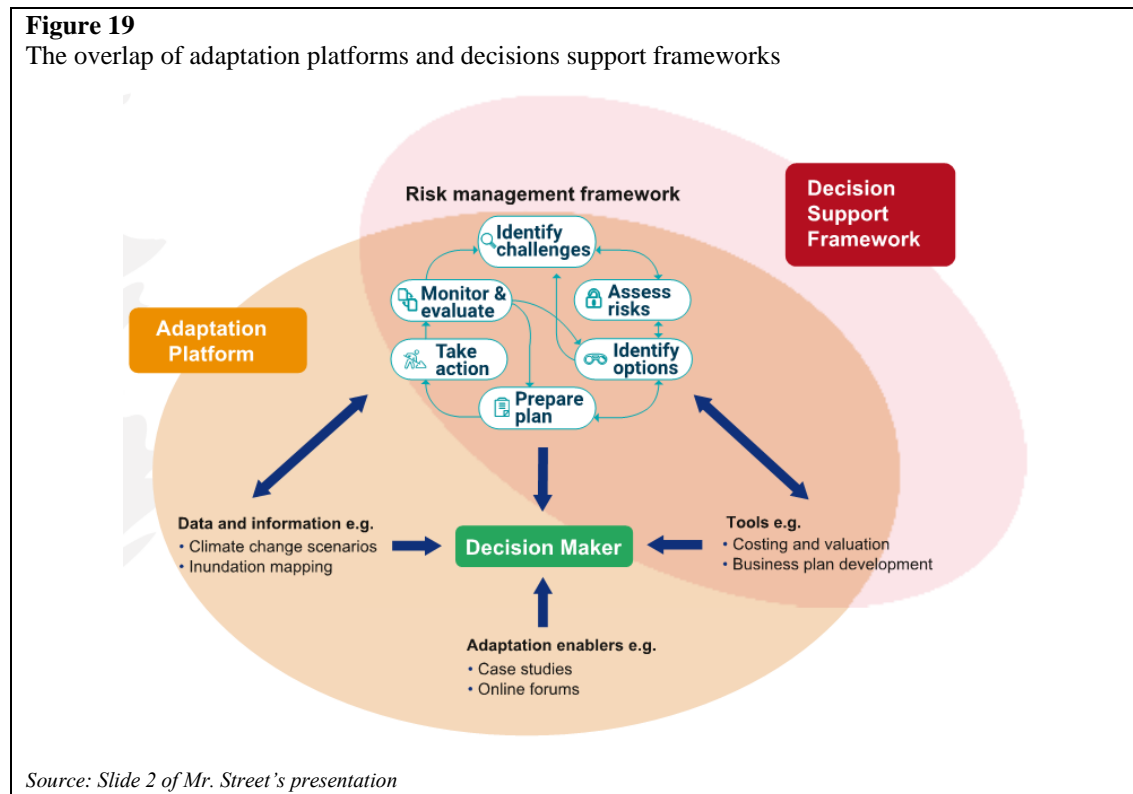 Figure 19
The overlap of adaptation platforms and decisions support frameworks
Risk management framework
Decision
Support
Framework
Identify
challenges
Monitor &
evaluate
Assess
risks
Adaptation
Platform
Take
action
Identify
options
Prepare
plan
Data and information e.g.
• Climate change scenarios
• Inundation mapping
Decision Maker
Tools e.g.
• Costing and valuation
• Business plan development
Adaptation enablers e.g.
• Case studies
• Online forums
Source: Slide 2 of Mr. Street's presentation